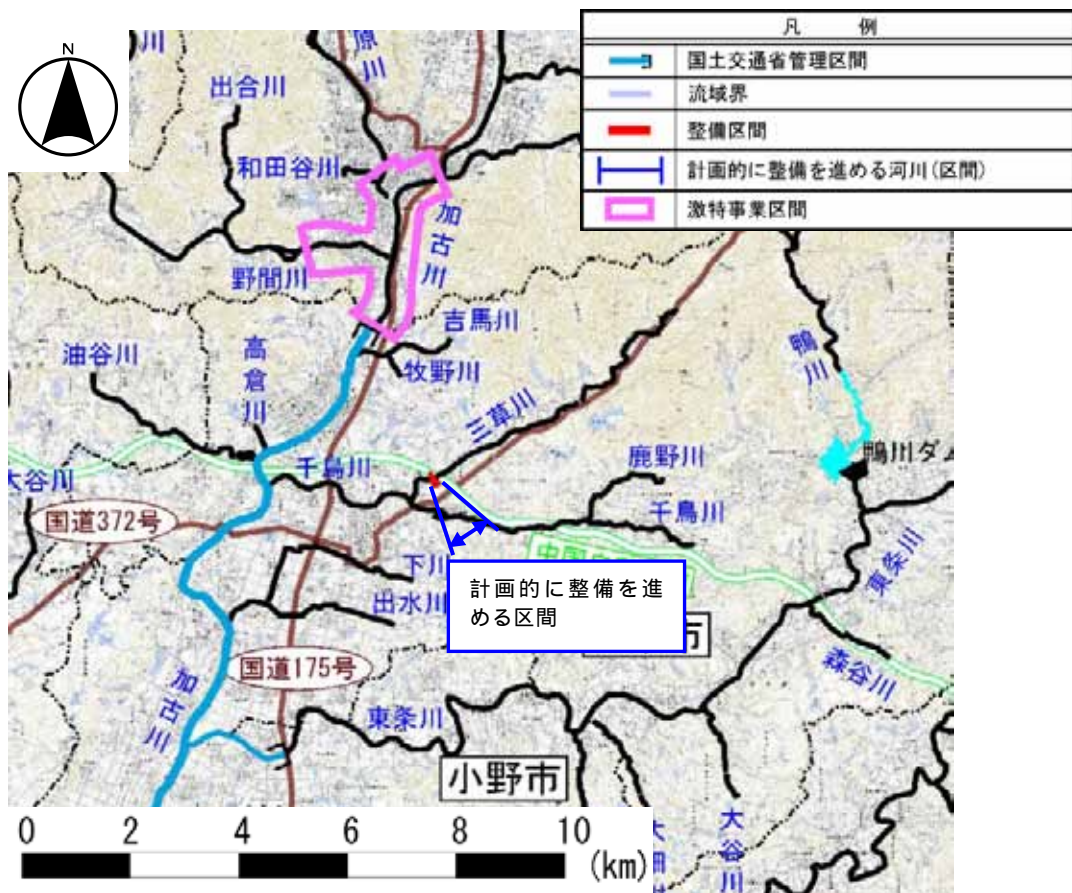 凡　例
国土交通省管理区間
流域界
整備区間
計画的に整備を進める河川(区間)
激特事業区間
N
川
原川
出合川
和田谷川
加古川
野間川
吉馬川
油谷川
高倉川
牧野川
三草川
鴨川
鴨川ダム
千鳥川
鹿野川
大谷川
国道372号
千鳥川
下川
出水川
計画的に整備を進
める区間
市
東条川
国道175号
森谷川
加古川
東条川
小野市
大谷川
0 2 4 6 8 10
(km)